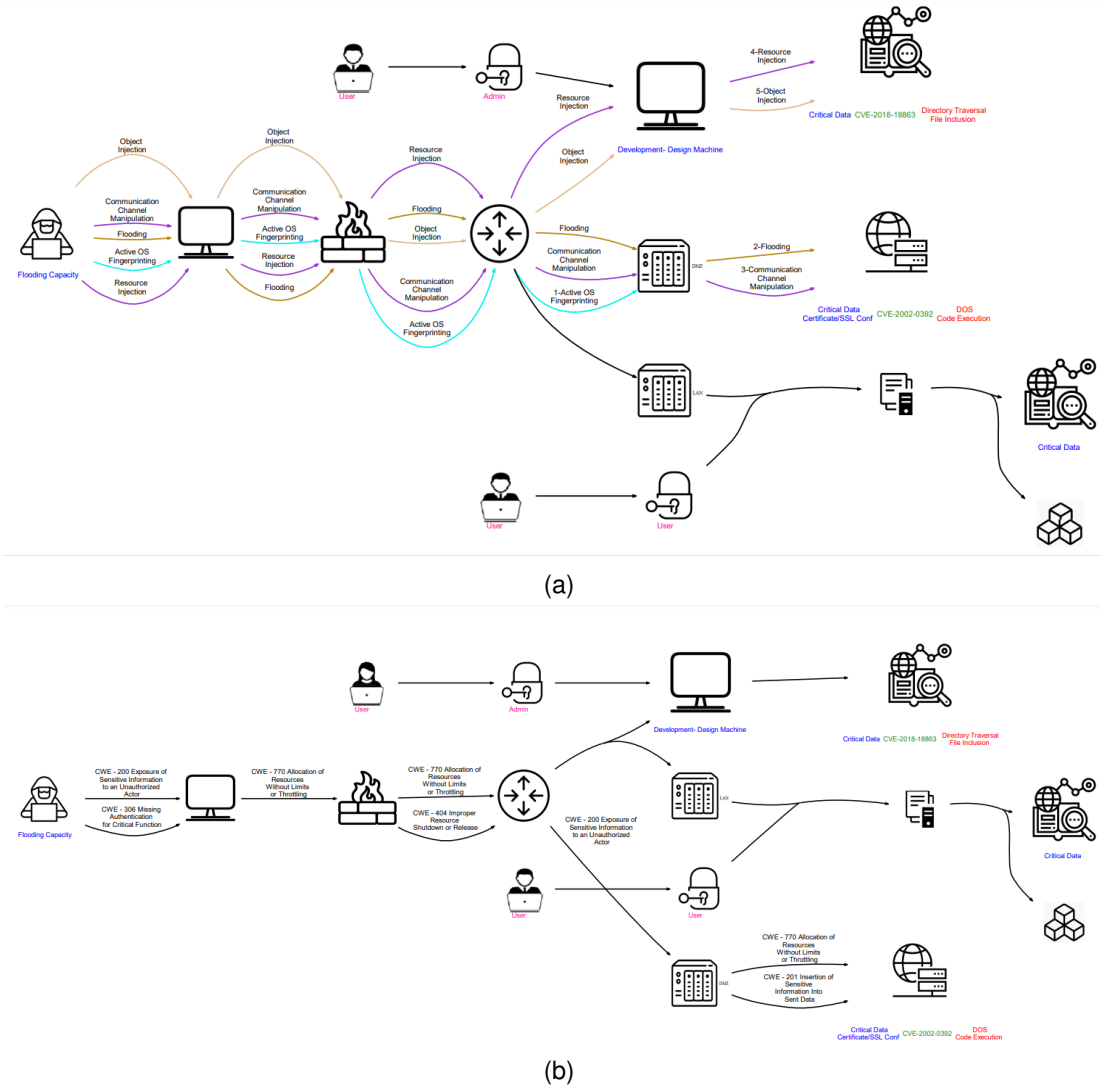 4-Resource
Injection
5-Object
Injection
User
Admin
Resource
Injection
Critical Data CVE-2018-18863 Directory Traversal
File Inclusion
Object
Injection
Object
Injection
Resource
Injection
Object
Injection
Development- Design Machine
Communication
Channel
Manipulation
Communication
Channel
Manipulation
Flooding
Flooding
Flooding
Active OS
Fingerprinting
Object
Injection
2-Flooding
Active OS
Fingerprinting
Resource
Injection
Communication
Channel
Manipulation
DMZ
3-Communication
Channel
Manipulation
Flooding Capacity
Resource
Injection
Flooding
Communication
Channel
Manipulation
1-Active OS
Fingerprinting
Active OS
Fingerprinting
Critical Data
Certificate/SSL Conf
CVE-2002-0392
DOS
Code Execution
LAN
Critical Data
User
User
(a)
User
Admin
Development- Design Machine
Critical Data CVE-2018-18863 Directory Traversal
File Inclusion
CWE - 200 Exposure of
Sensitive Information
to an Unauthorized
Actor
CWE - 770 Allocation of
Resources
Without Limits
or Throttling
CWE - 770 Allocation of
Resources
Without Limits
or Throttling
CWE - 306 Missing
Authentication
for Critical Function
CWE - 404 Improper
Resource
Shutdown or Release
LAN
Flooding Capacity
CWE - 200 Exposure of
Sensitive Information
to an Unauthorized
Actor
Critical Data
User
User
CWE - 770 Allocation of
Resources
Without Limits
or Throttling
CWE - 201 Insertion of
Sensitive
Information Into
Sent Data
DMZ
Critical Data
Certificate/SSL Conf
CVE-2002-0392
DOS
Code Execution
(b)